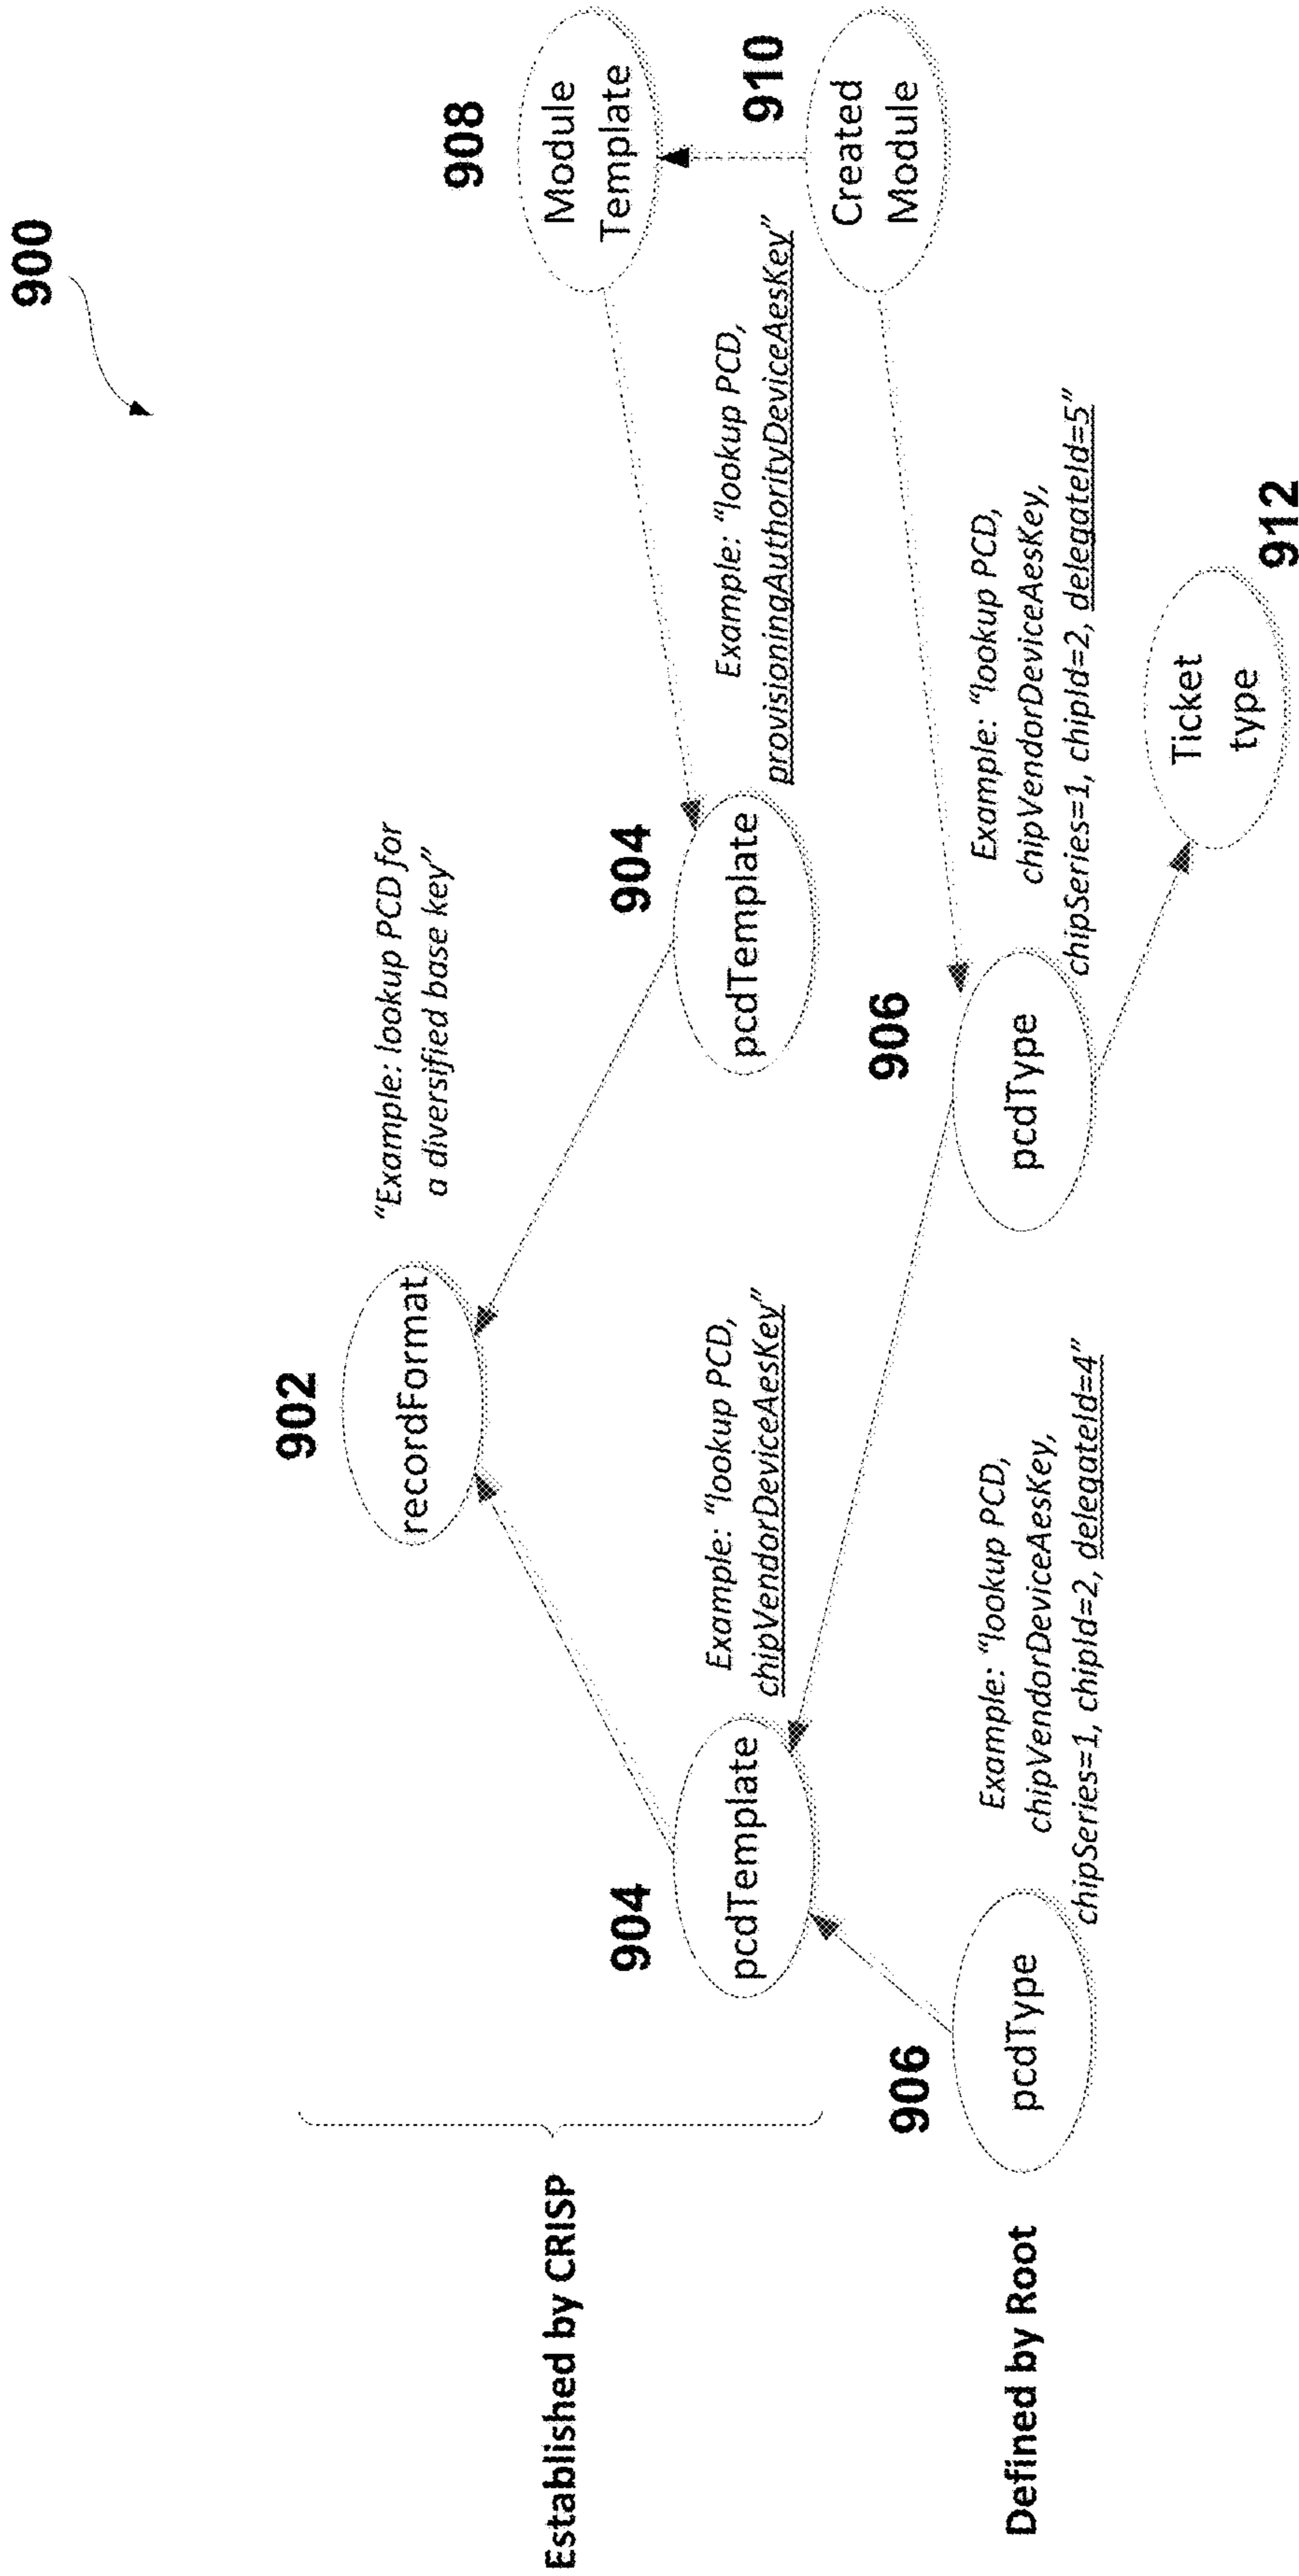 900
902
recordFormat
“Example: lookup PCD for
a diversified base key”
908
Module
Template
Established by CRISP
904
pcdTemplate
Example: “lookup PCD,
chipVendorDeviceAesKey”
904
pcdTemplate
Example: “lookup PCD,
provisioningAuthorityDeviceAesKey”
910
Created
Module
Defined by Root
906
pcdType
Example: “lookup PCD,
chipVendorDeviceAesKey,
chipSeries=1, chipId=2, delegateId=4”
906
pcdType
Example: “lookup PCD,
chipVendorDeviceAesKey,
chipSeries=1, chipId=2, delegateId=5”
Ticket
type
912